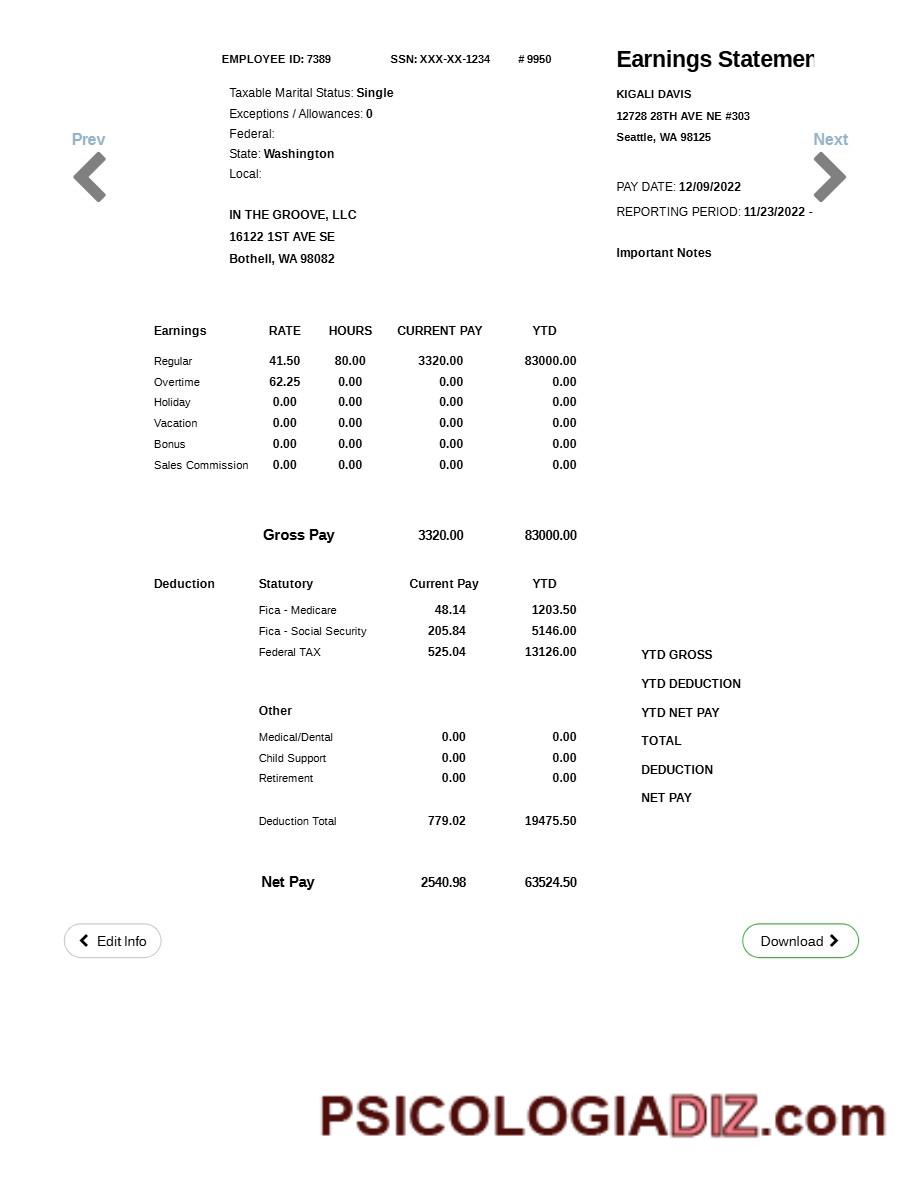 EMPLOYEE ID: 7389 SSN: XXX-XX-1234 # 9950
Earnings Statemen
Taxable Marital Status: Single
KIGALI DAVIS
Exceptions / Allowances: 0
12728 28TH AVE NE #303
Federal:
Seattle, WA 98125
Prev
Next
State: Washington
Local:
PAY DATE: 12/09/2022
IN THE GROOVE, LLC
REPORTING PERIOD: 11/23/2022 -
16122 1ST AVE SE
Bothell, WA 98082
Important Notes
Earnings RATE HOURS CURRENT PAY YTD
Regular 41.50 80.00 3320.00 83000.00
Overtime 62.25 0.00 0.00 0.00
Holiday 0.00 0.00 0.00 0.00
Vacation 0.00 0.00 0.00 0.00
Bonus 0.00 0.00 0.00 0.00
Sales Commission 0.00 0.00 0.00 0.00
Gross Pay 3320.00 83000.00
Deduction Statutory Current Pay YTD
Fica - Medicare 48.14 1203.50
Fica - Social Security 205.84 5146.00
Federal TAX 525.04 13126.00
YTD GROSS
YTD DEDUCTION
YTD NET PAY
TOTAL
DEDUCTION
NET PAY
Other
Medical/Dental 0.00 0.00
Child Support 0.00 0.00
Retirement 0.00 0.00
Deduction Total 779.02 19475.50
Net Pay 2540.98 63524.50
Edit Info
Download
PSICOLOGIADIZ.com